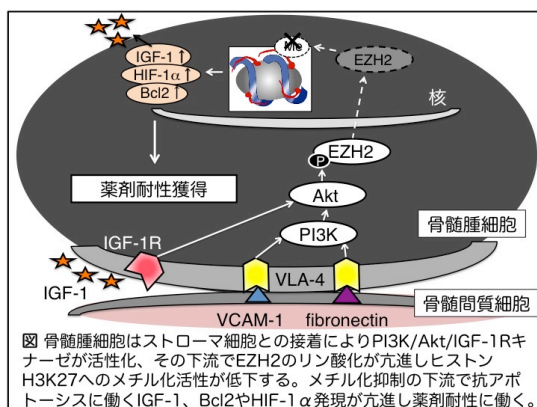 IGF-1↑
HIF-1α↑
Bcl2↑
Me
EZH2
核
P
EZH2
薬剤耐性獲得
Akt
IGF-1R
PI3K
骨髄腫細胞
IGF-1
VLA-4
骨髄間質細胞
VCAM-1 fibronectin
図 骨髄腫細胞はストローマ細胞との接着によりPI3K/Akt/IGF-1Rキ
ナーゼが活性化、その下流でEZH2のリン酸化が亢進しヒストン
H3K27へのメチル化活性が低下する。メチル化抑制の下流で抗アポ
トーシスに働くIGF-1、Bcl2やHIF-1α発現が亢進し薬剤耐性に働く。